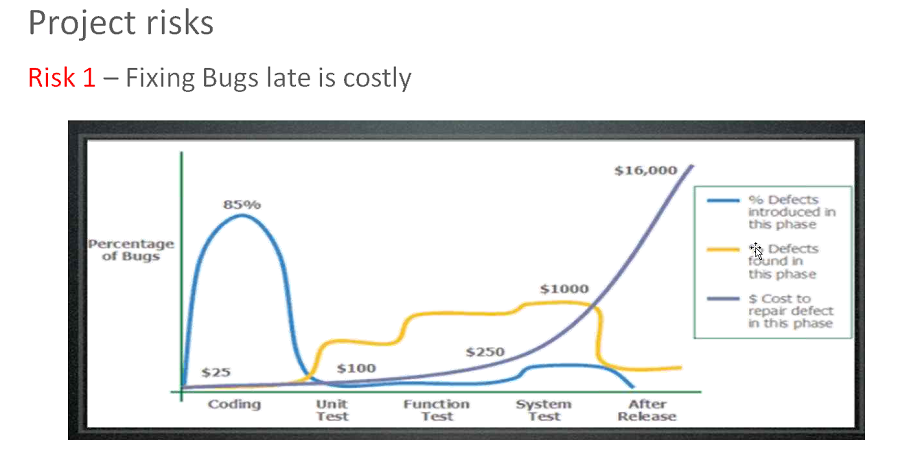 Project risks
Risk 1 – Fixing Bugs late is costly
$16,000
85%
% Defects
introduced in
this phase
Percentage
of Bugs
Defects
found in
this phase
$1000
$ Cost to
repair defect
in this phase
$250
$25
$100
Coding
Unit
Test
Function
Test
System
Test
After
Release